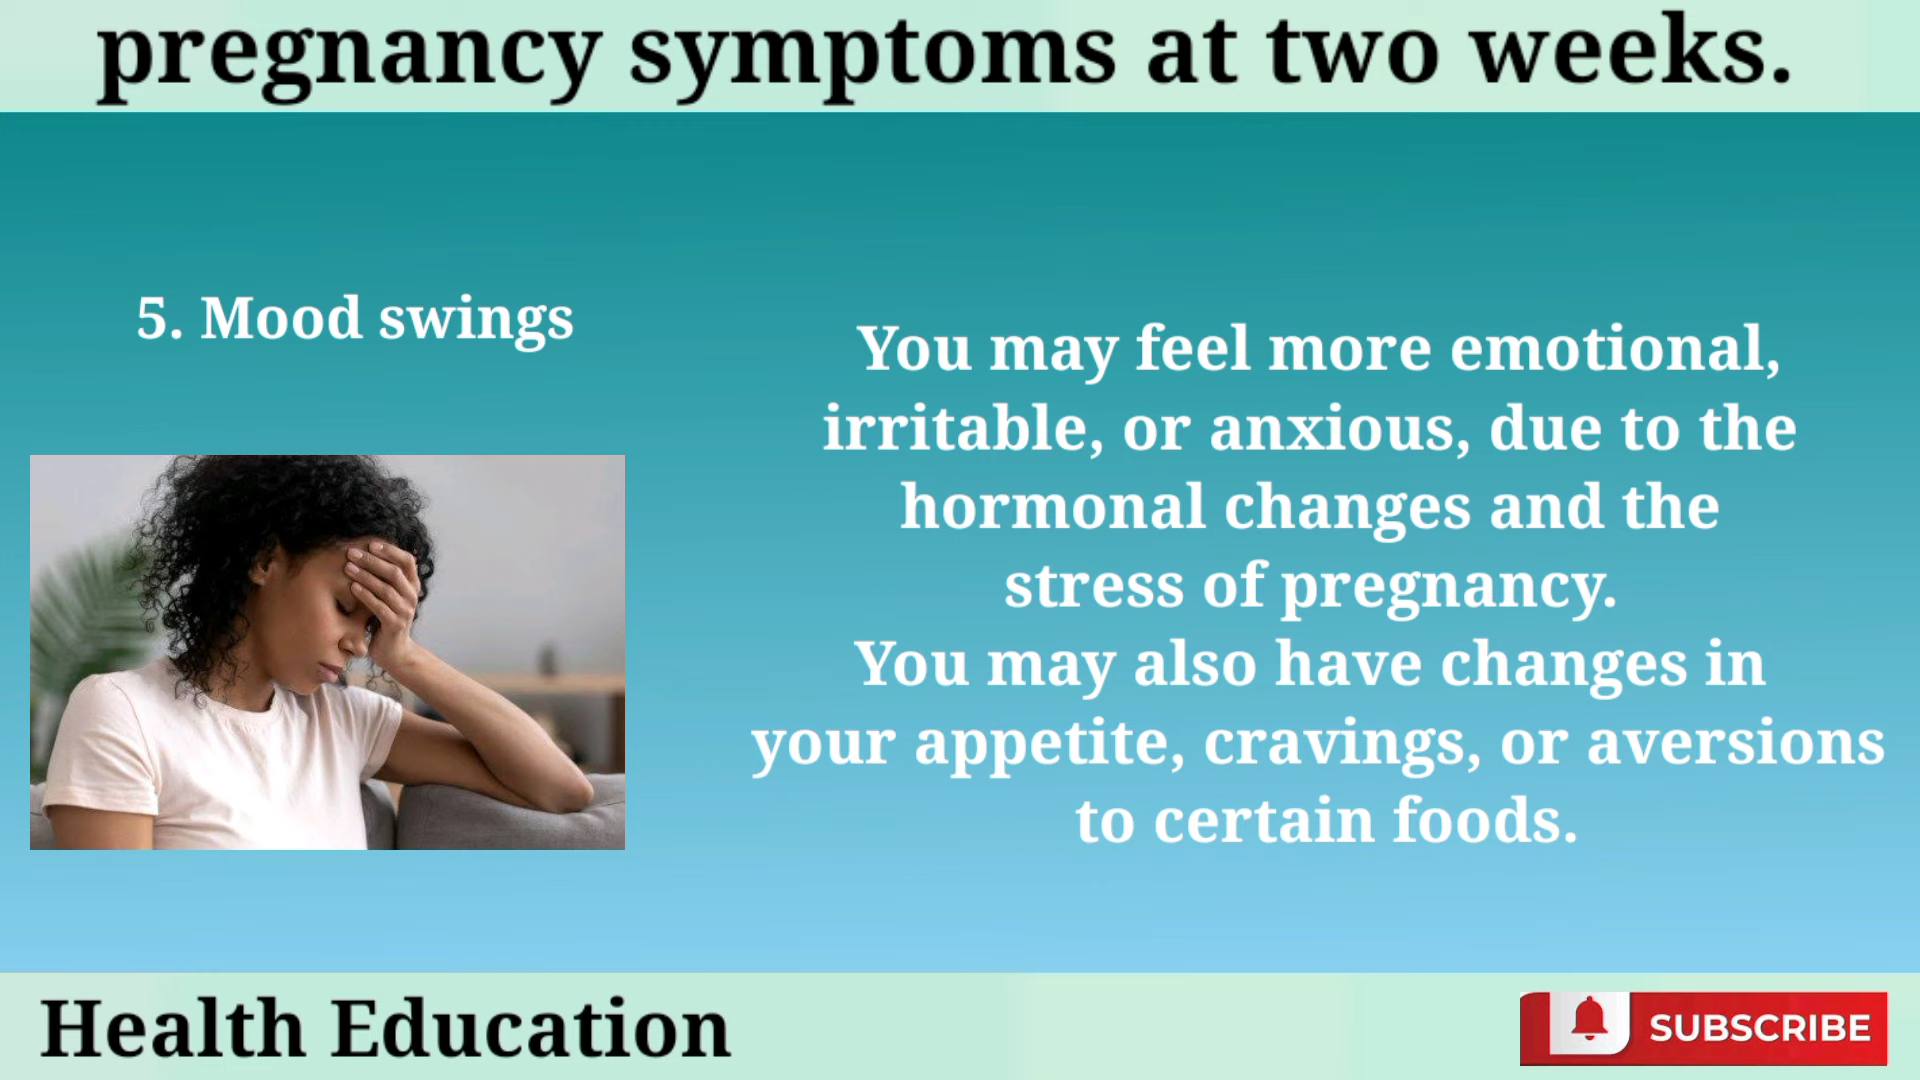 pregnancy symptoms at two weeks.
5. Mood swings
You may feel more emotional,
irritable, or anxious, due to the
hormonal changes and the
stress of pregnancy.
You may also have changes in
your appetite, cravings, or aversions
to certain foods.
Health Education
SUBSCRIBE